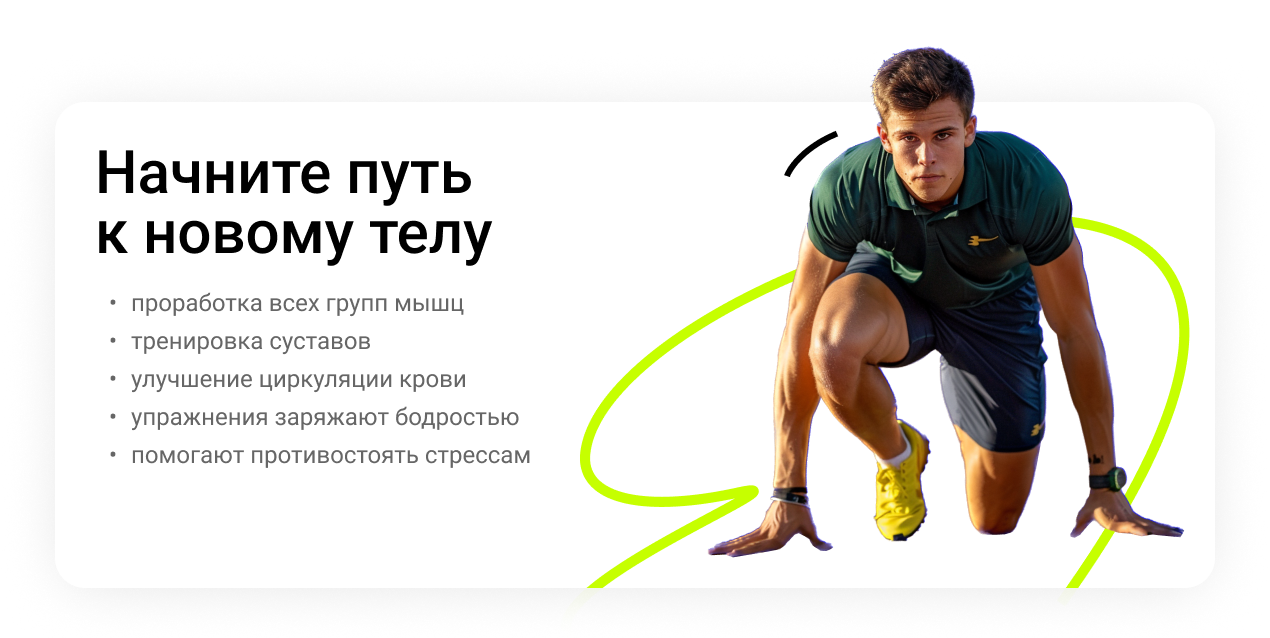 Начните путь
к новому телу
• проработка всех групп мышц
• тренировка суставов
• улучшение циркуляции крови
• упражнения заряжают бодростью
• помогают противостоять стрессам